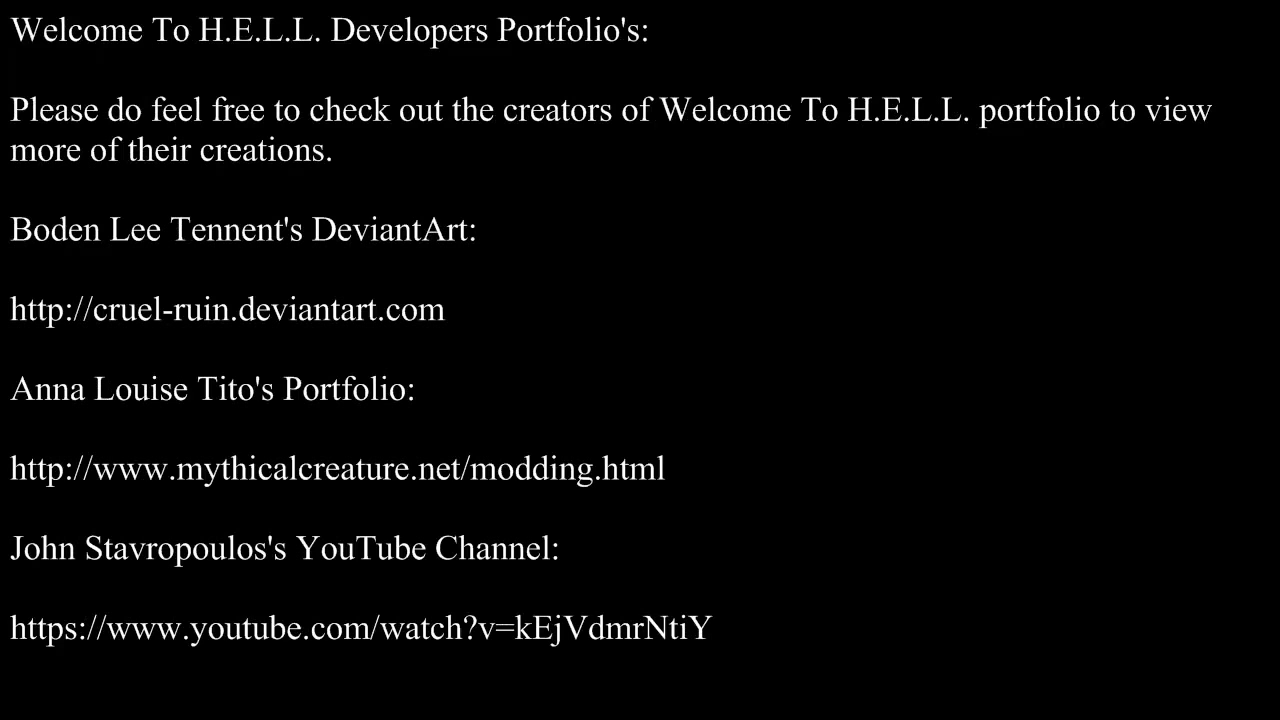 Welcome To H.E.L.L. Developers Portfolio's:
Please do feel free to check out the creators of Welcome To H.E.L.L. portfolio to view
more of their creations.
Boden Lee Tennent's DeviantArt:
http://cruel-ruin.deviantart.com
Anna Louise Tito's Portfolio:
http://www.mythicalcreature.net/modding.html
John Stavropoulos's YouTube Channel:
https://www.youtube.com/watch?v=kEjVdmrNtiY